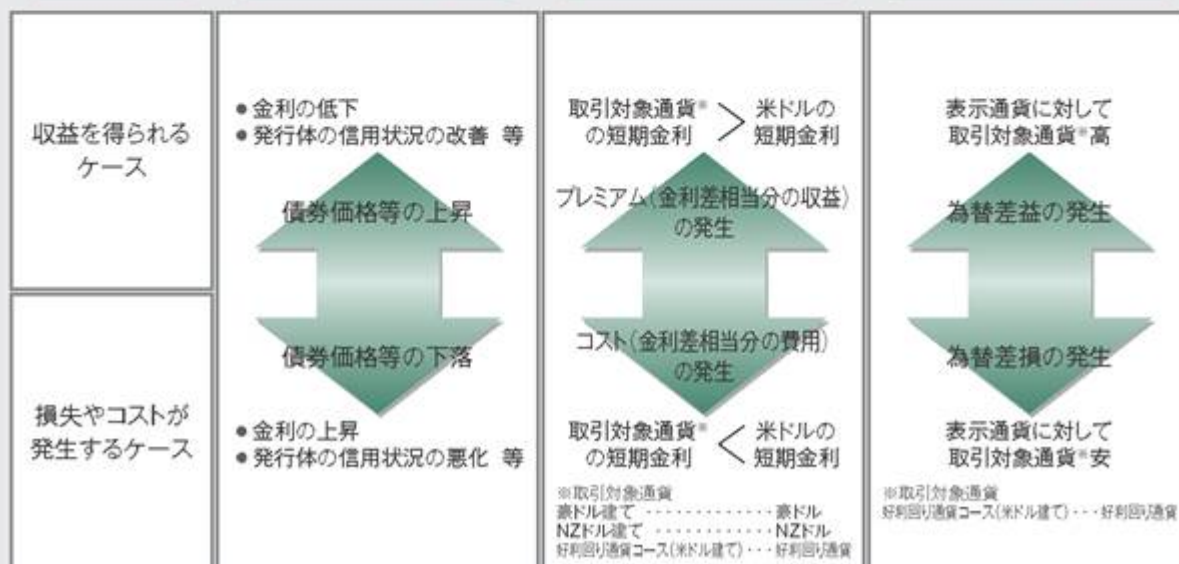 収益を得られる
ケース
● 金利の低下
● 発行体の信用状況の改善 等
債券価格等の上昇
取引対象通貨※ > 米ドルの
の短期金利 短期金利
プレミアム(金利差相当分の収益)
の発生
表示通貨に対して
取引対象通貨※高
為替差益の発生
損失やコストが
発生するケース
債券価格等の下落
● 金利の上昇
● 発行体の信用状況の悪化 等
コスト(金利差相当分の費用)
の発生
取引対象通貨※ < 米ドルの
の短期金利 短期金利
※取引対象通貨
豪ドル建て ・・・・・・・・・・・・・豪ドル
NZドル建て ・・・・・・・・・・・・NZドル
好利回り通貨コース(米ドル建て)・・・好利回り通貨
為替差損の発生
表示通貨に対して
取引対象通貨※安
※取引対象通貨
好利回り通貨コース(米ドル建て)・・・好利回り通貨